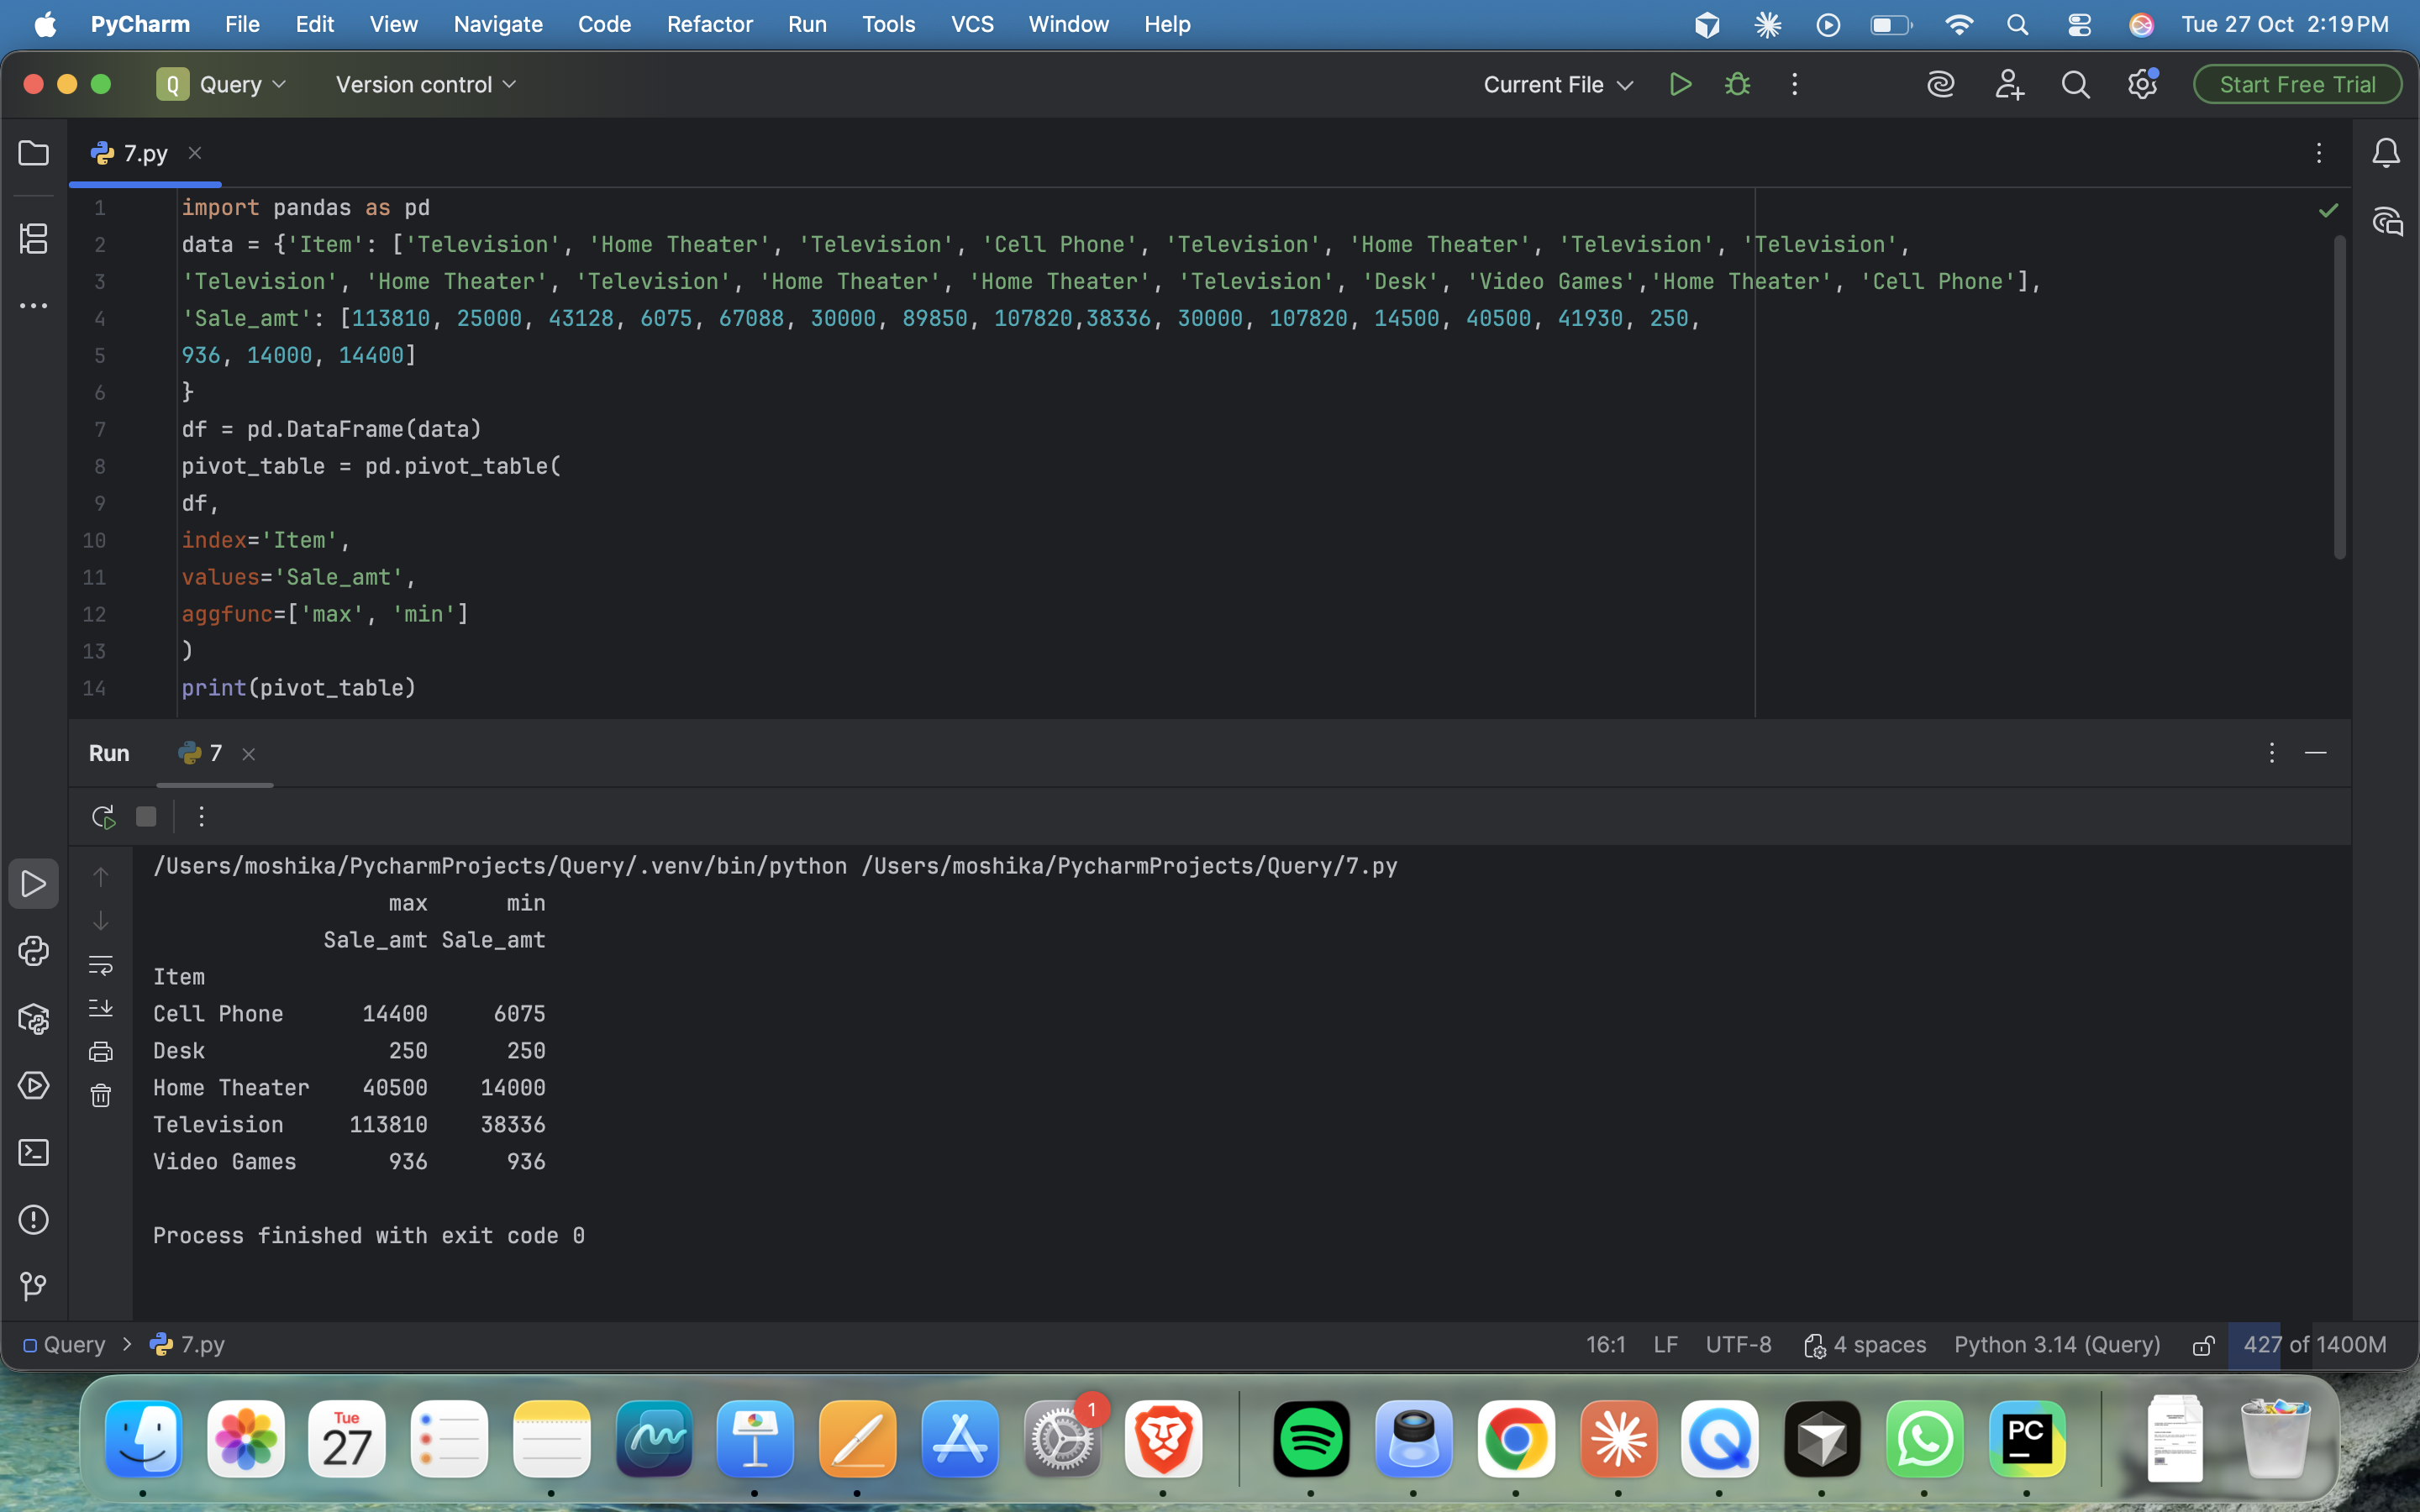 PyCharm File Edit View Navigate Code Refactor Run Tools VCS Window Help Tue 27 Oct 2:19 PM
Q Query Version control Current File Start Free Trial
7.py
1 import pandas as pd
2 data = {'Item': ['Television', 'Home Theater', 'Television', 'Cell Phone', 'Television', 'Home Theater', 'Television', 'Television',
3 'Television', 'Home Theater', 'Television', 'Home Theater', 'Home Theater', 'Television', 'Desk', 'Video Games','Home Theater', 'Cell Phone'],
4 'Sale_amt': [113810, 25000, 43128, 6075, 67088, 30000, 89850, 107820,38336, 30000, 107820, 14500, 40500, 41930, 250,
5 936, 14000, 14400]
6 }
7 df = pd.DataFrame(data)
8 pivot_table = pd.pivot_table(
9 df,
10 index='Item',
11 values='Sale_amt',
12 aggfunc=['max', 'min']
13 )
14 print(pivot_table)
Run 7
/Users/moshika/PycharmProjects/Query/.venv/bin/python /Users/moshika/PycharmProjects/Query/7.py
max min
Sale_amt Sale_amt
Item
Cell Phone 14400 6075
Desk 250 250
Home Theater 40500 14000
Television 113810 38336
Video Games 936 936
Process finished with exit code 0
Query > 7.py 16:1 LF UTF-8 4 spaces Python 3.14 (Query) 427 of 1400M
Tue
27
1
PC